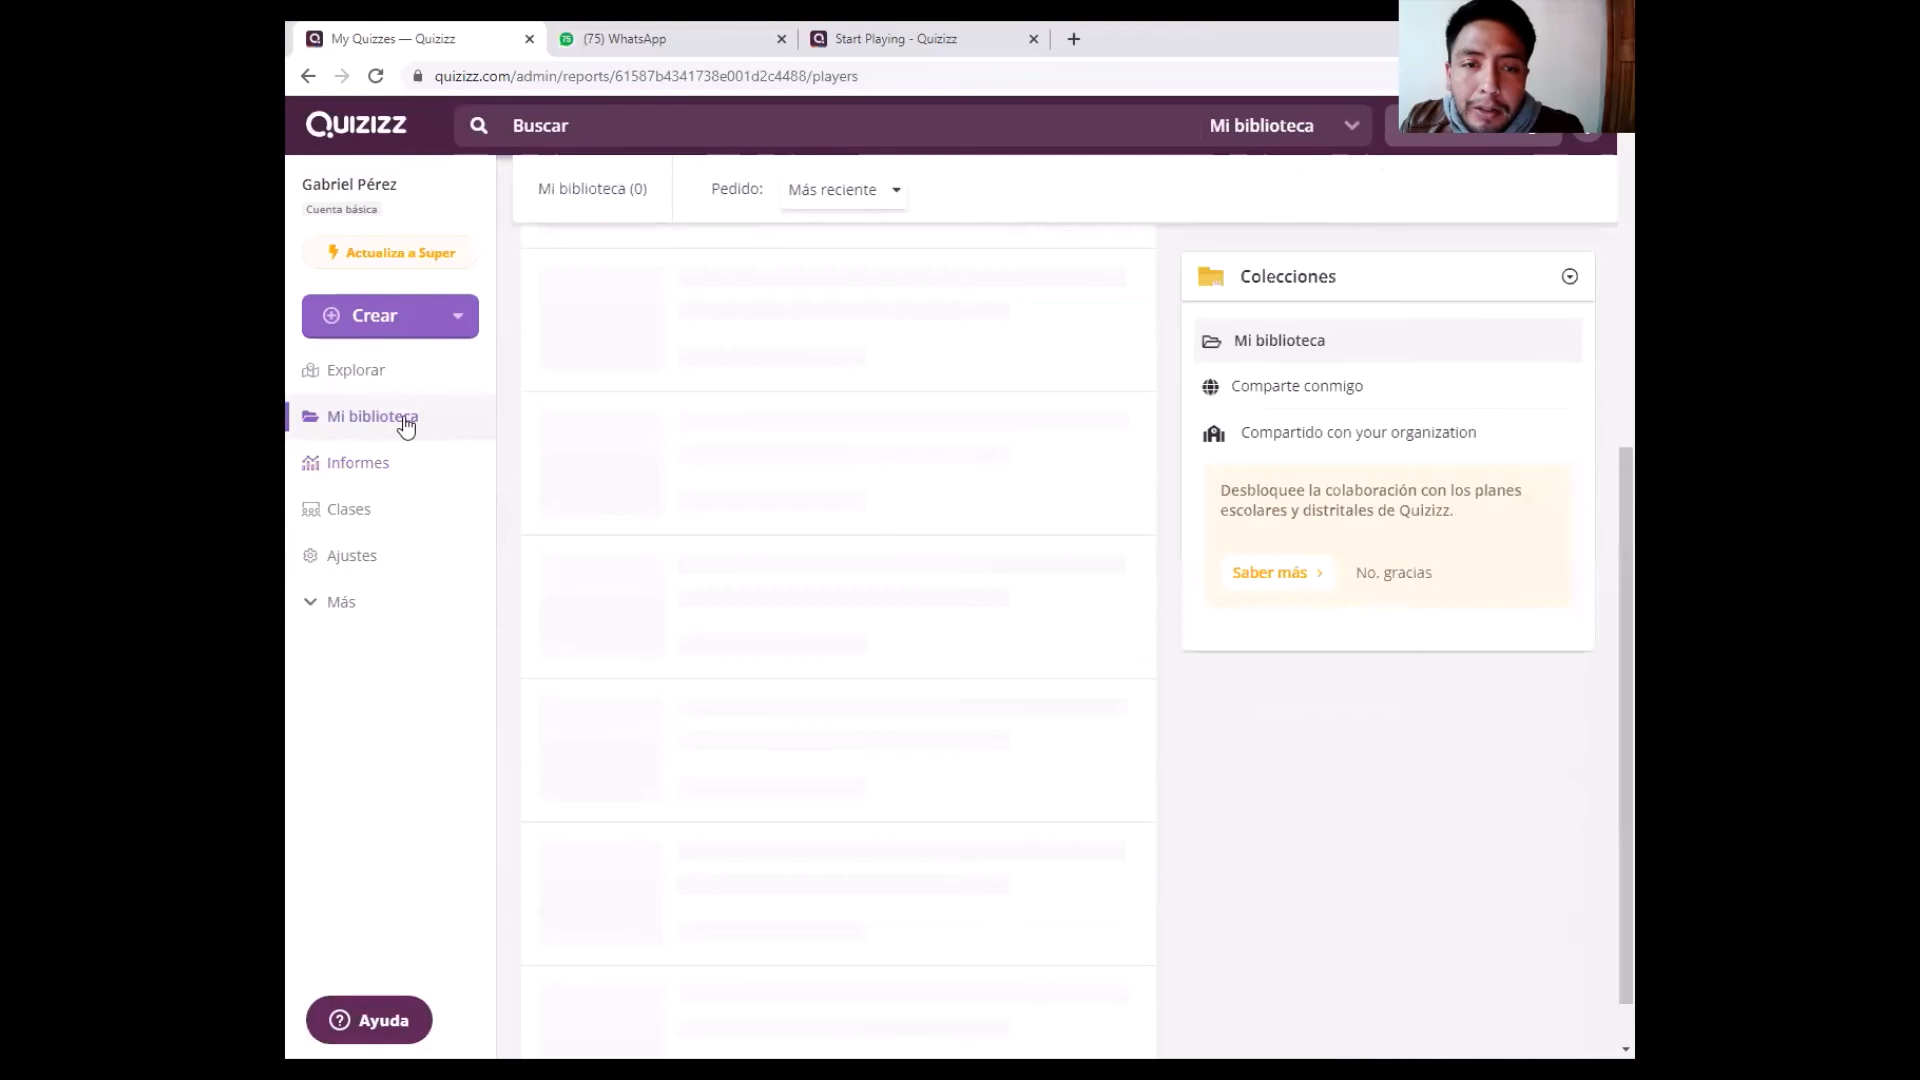 My Quizzes — Quizizz
75
(75) WhatsApp
Start Playing - Quizizz
quizizz.com/admin/reports/61587b4341738e001d2c4488/players
Quizizz
Buscar
Mi biblioteca
Gabriel Pérez
Cuenta básica
Actualiza a Super
Crear
Explorar
Mi biblioteca
Informes
Clases
Ajustes
Más
Ayuda
Mi biblioteca (0)
Pedido:
Más reciente
Colecciones
Mi biblioteca
Comparte conmigo
Compartido con your organization
Desbloquee la colaboración con los planes
escolares y distritales de Quizizz.
Saber más
No, gracias